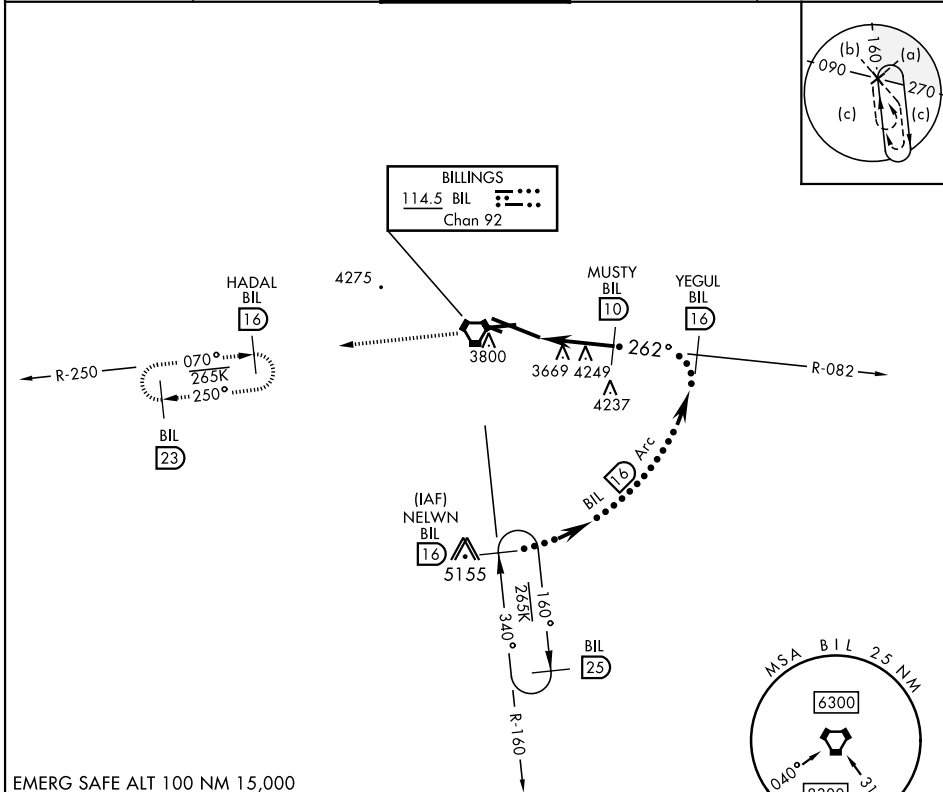 (b)
160
(a)
090
270
(c)
(c)
BILLINGS
114.5 BIL
Chan 92
HADAL
BIL
16
4275
MUSTY
BIL
10
YEGUL
BIL
16
3800
3669
4249
4237
262°
R-082
R-250
070°
265K
250°
BIL
23
BIL 16 Arc
(IAF)
NELWN
BIL
16
5155
265K
160°
340°
BIL
25
R-160
MSA BIL 25 NM
6300
040°
EMERG SAFE ALT 100 NM 15,000